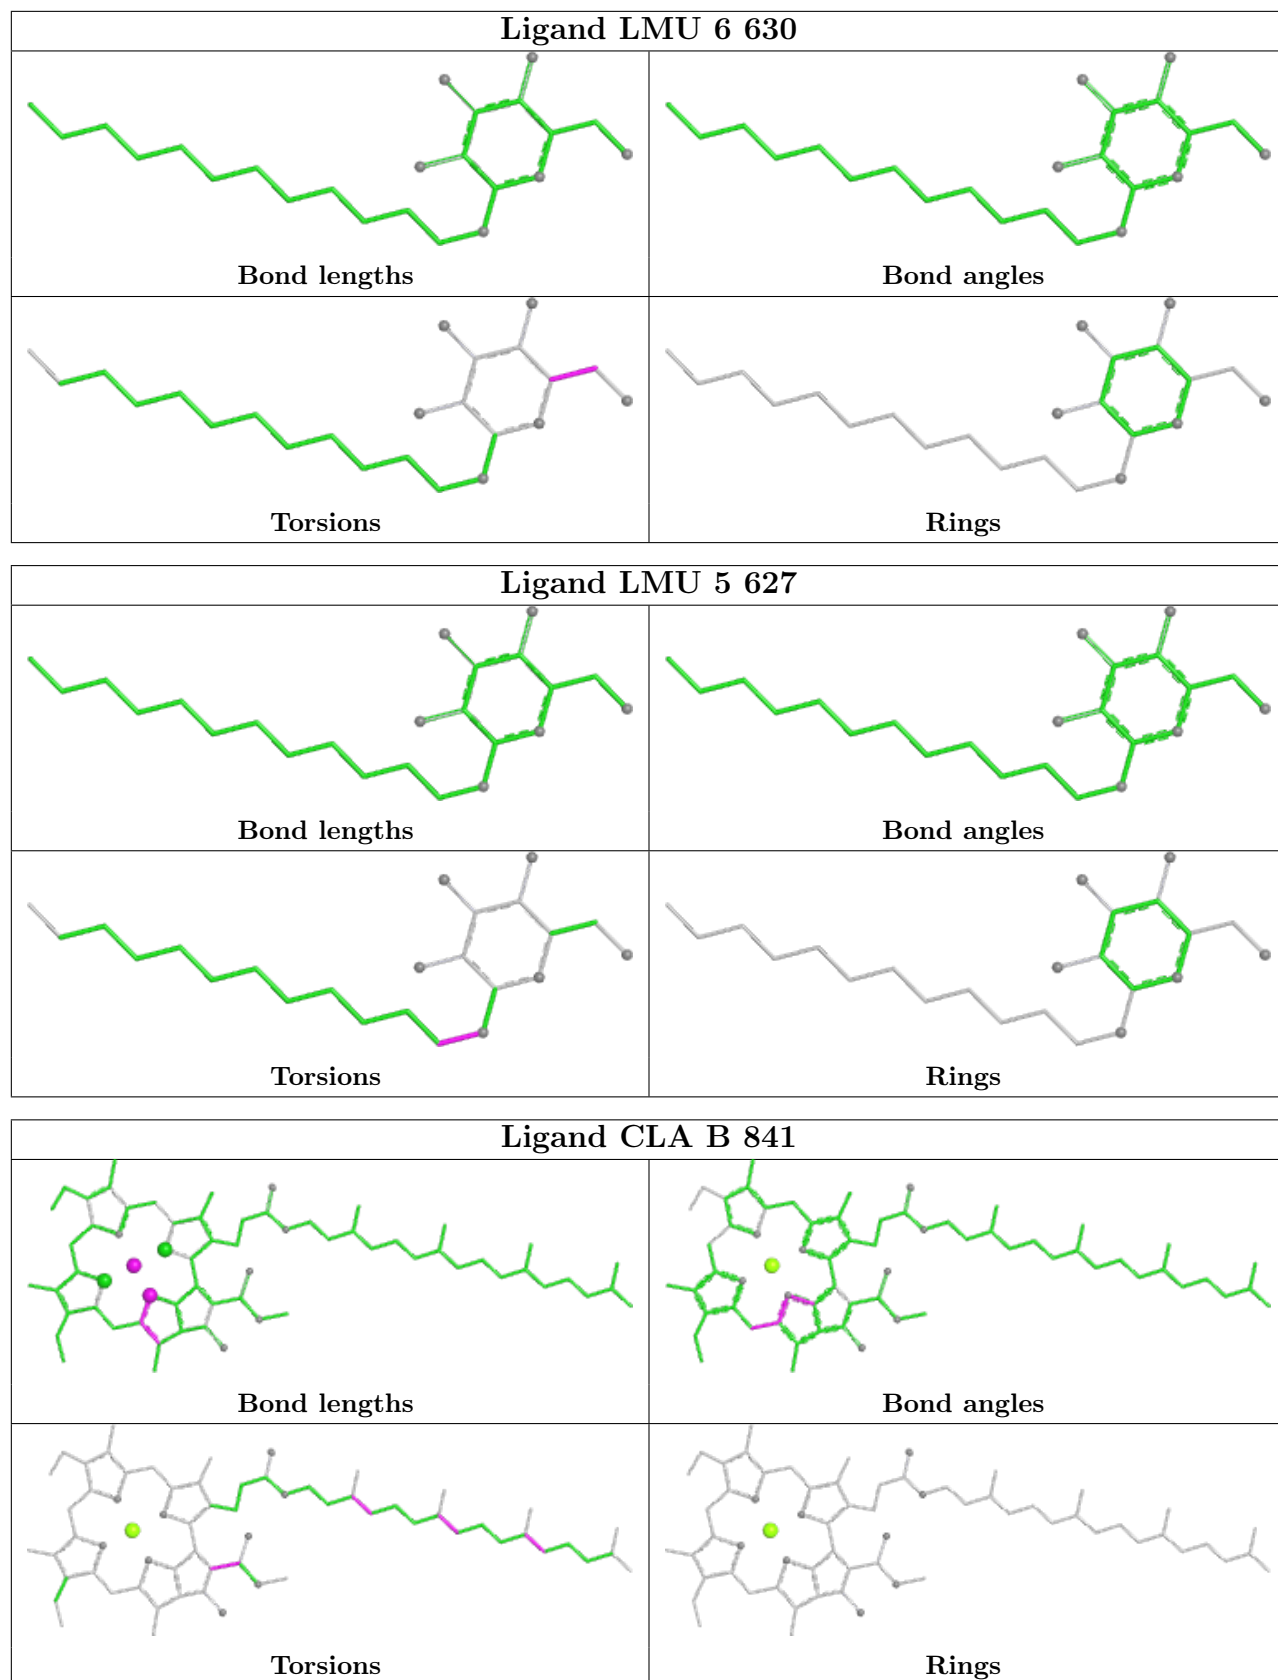 Ligand LMU 6 630
Bond lengths
Bond angles
Torsions
Rings
Ligand LMU 5 627
Bond lengths
Bond angles
Torsions
Rings
Ligand CLA B 841
Bond lengths
Bond angles
Torsions
Rings